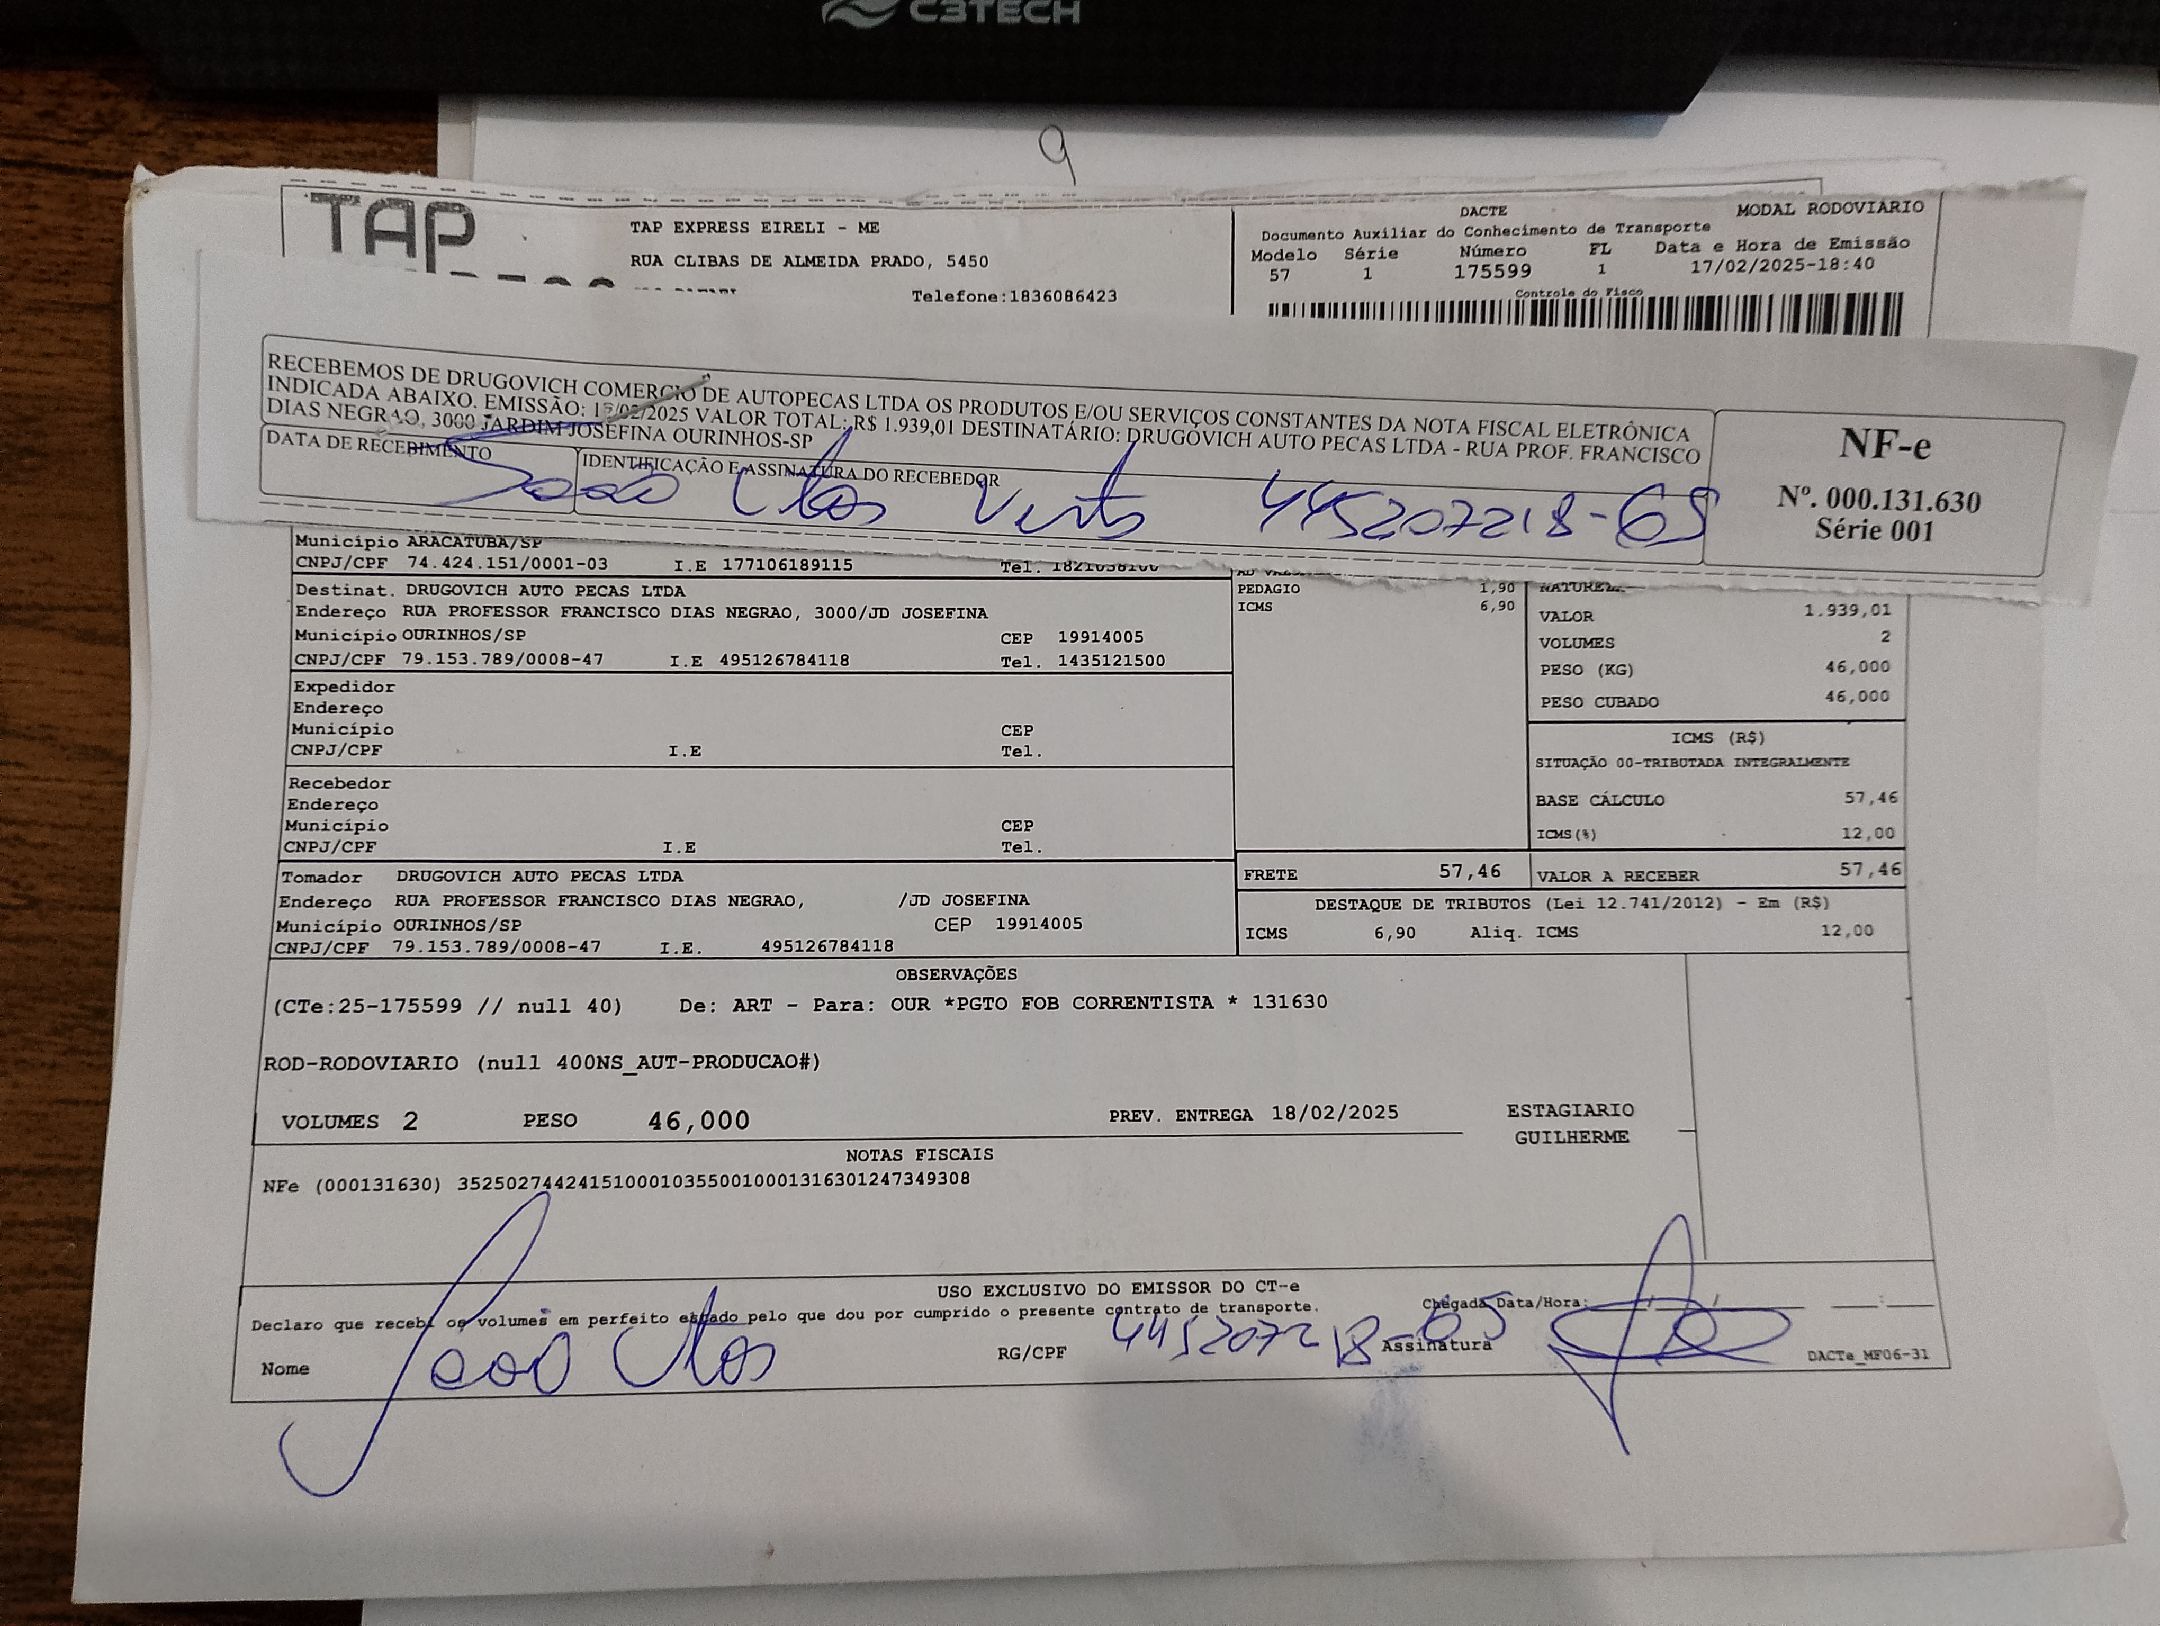 C3TECH
9
TAP
TAP EXPRESS EIRELI - ME
RUA CLIBAS DE ALMEIDA PRADO, 5450
Telefone:1836086423
DACTE MODAL RODOVIARIO
Documento Auxiliar do Conhecimento de Transporte
Modelo Série Número FL Data e Hora de Emissão
57 1 175599 1 17/02/2025-18:40
Controle do Fisco
RECEBEMOS DE DRUGOVICH COMERCIO DE AUTOPECAS LTDA OS PRODUTOS E/OU SERVIÇOS CONSTANTES DA NOTA FISCAL ELETRÔNICA
INDICADA ABAIXO. EMISSÃO: /02/2025 VALOR TOTAL: R$ 1.939,01 DESTINATÁRIO: DRUGOVICH AUTO PECAS LTDA - RUA PROF. FRANCISCO
DIAS NEGRAO, 3000 JARDIM JOSEFINA OURINHOS-SP
DATA DE RECEBIMENTO
IDENTIFICAÇÃO E ASSINATURA DO RECEBEDOR
João 445207218-65
NF-e
Nº. 000.131.630
Série 001
Município ARACATUBA/SP
CNPJ/CPF 74.424.151/0001-03 I.E 177106189115 Tel.
Destinat. DRUGOVICH AUTO PECAS LTDA
Endereço RUA PROFESSOR FRANCISCO DIAS NEGRAO, 3000/JD JOSEFINA
Município OURINHOS/SP CEP 19914005
CNPJ/CPF 79.153.789/0008-47 I.E 495126784118 Tel. 1435121500
Expedidor
Endereço
Município CEP
CNPJ/CPF I.E Tel.
Recebedor
Endereço
Município CEP
CNPJ/CPF I.E Tel.
Tomador DRUGOVICH AUTO PECAS LTDA
Endereço RUA PROFESSOR FRANCISCO DIAS NEGRAO, /JD JOSEFINA
Município OURINHOS/SP CEP 19914005
CNPJ/CPF 79.153.789/0008-47 I.E. 495126784118
PEDAGIO 1,90
ICMS 6,90
VALOR 1.939,01
VOLUMES 2
PESO (KG) 46,000
PESO CUBADO 46,000
ICMS (R$)
SITUAÇÃO 00-TRIBUTADA INTEGRALMENTE
BASE CÁLCULO 57,46
ICMS(%) 12,00
FRETE 57,46 VALOR A RECEBER 57,46
DESTAQUE DE TRIBUTOS (Lei 12.741/2012) - Em (R$)
ICMS 6,90 Aliq. ICMS 12,00
OBSERVAÇÕES
(CTe:25-175599 // null 40) De: ART - Para: OUR *PGTO FOB CORRENTISTA * 131630
ROD-RODOVIARIO (null 400NS_AUT-PRODUCAO#)
VOLUMES 2 PESO 46,000 PREV. ENTREGA 18/02/2025
ESTAGIARIO
GUILHERME
NOTAS FISCAIS
NFe (000131630) 35250274424151000103550010001316301247349308
USO EXCLUSIVO DO EMISSOR DO CT-e
Declaro que recebi os volumes em perfeito estado pelo que dou por cumprido o presente contrato de transporte. Chegada Data/Hora: / / :
Nome João RG/CPF 445207218-65 Assinatura
DACTe_MF06-31